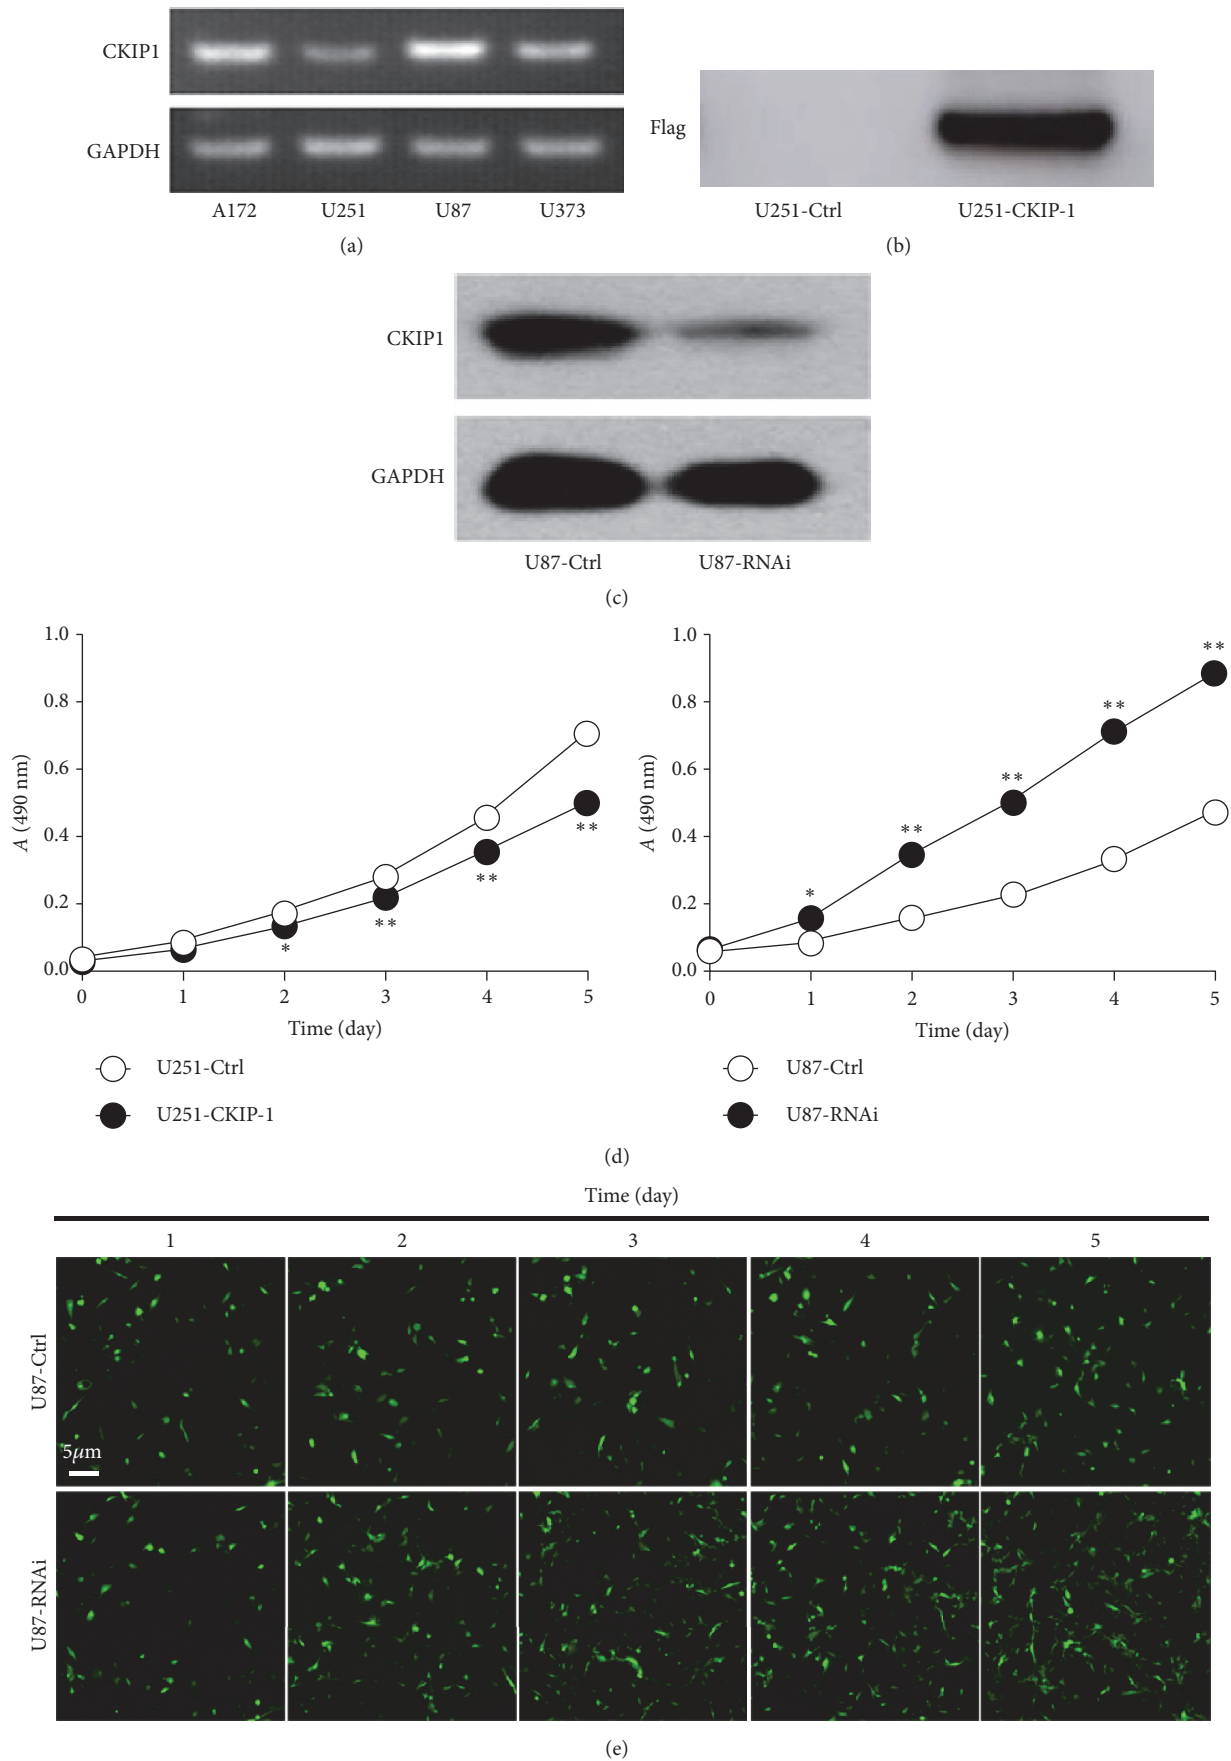 CKIP1
GAPDH
A172 U251 U87 U373
(a)
Flag
U251-Ctrl U251-CKIP-1
(b)
CKIP1
GAPDH
U87-Ctrl U87-RNAi
(c)
1.0
0.8
0.6
0.4
0.2
0.0
A (490 nm)
* ** ** **
0 1 2 3 4 5
Time (day)
U251-Ctrl
U251-CKIP-1
1.0
0.8
0.6
0.4
0.2
0.0
A (490 nm)
* ** ** ** **
0 1 2 3 4 5
Time (day)
U87-Ctrl
U87-RNAi
(d)
Time (day)
1 2 3 4 5
U87-Ctrl
5μm
U87-RNAi
(e)